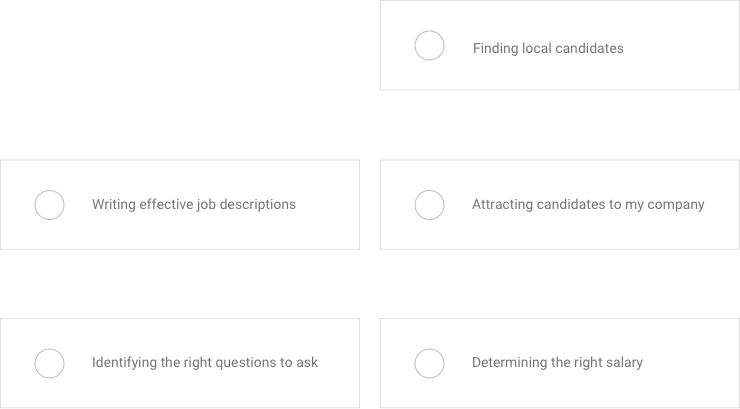 Finding local candidates
Writing effective job descriptions
Attracting candidates to my company
Identifying the right questions to ask
Determining the right salary